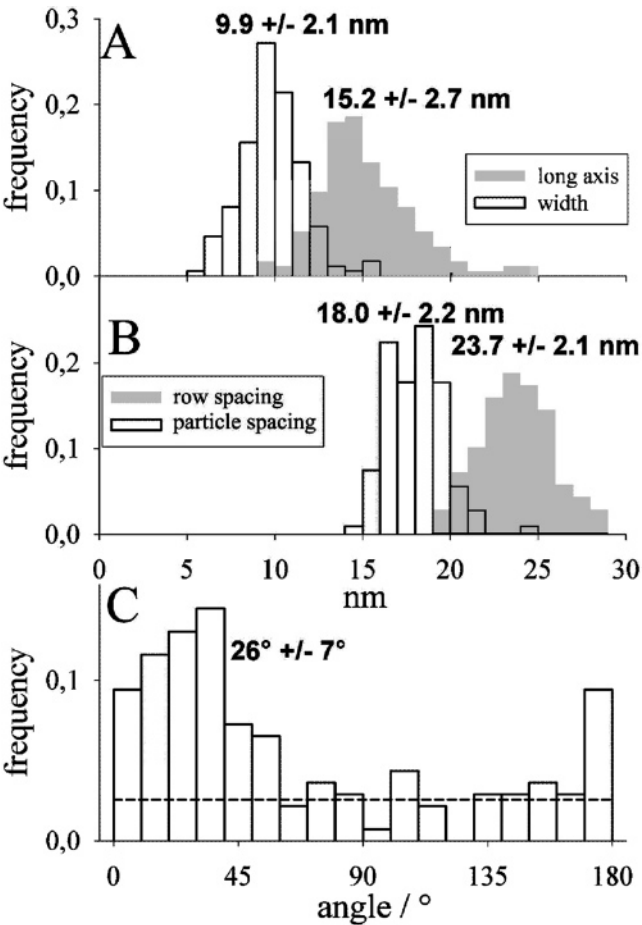 0,3
A
9.9 +/- 2.1 nm
15.2 +/- 2.7 nm
frequency
0,2
0,1
0,0
long axis
width
B
18.0 +/- 2.2 nm
23.7 +/- 2.1 nm
frequency
0,2
0,1
0,0
row spacing
particle spacing
0 5 10 15 20 25 30
nm
C
26° +/- 7°
frequency
0,1
0,0
0 45 90 135 180
angle / °